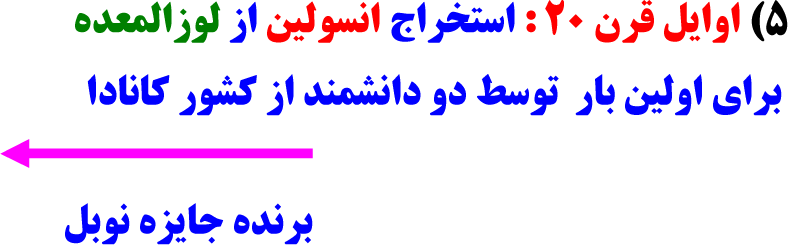 ۵) اوایل قرن ۲۰ : استخراج انسولین از لوزالمعده
برای اولین بار توسط دو دانشمند از کشور کانادا
برنده جایزه نوبل